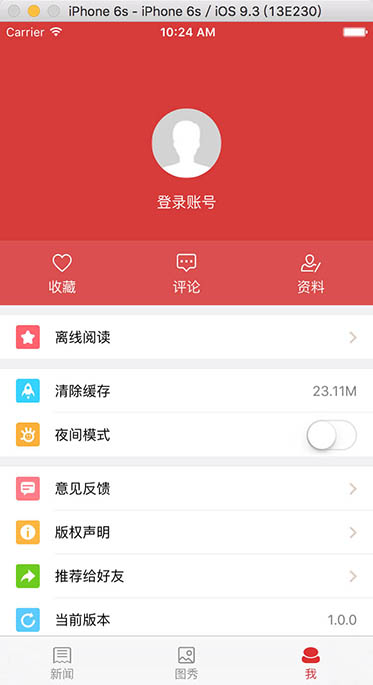 iPhone 6s - iPhone 6s / iOS 9.3 (13E230)
Carrier 10:24 AM
登录账号
收藏 评论 资料
离线阅读
清除缓存 23.11M
夜间模式
意见反馈
版权声明
推荐给好友
当前版本 1.0.0
新闻 图秀 我